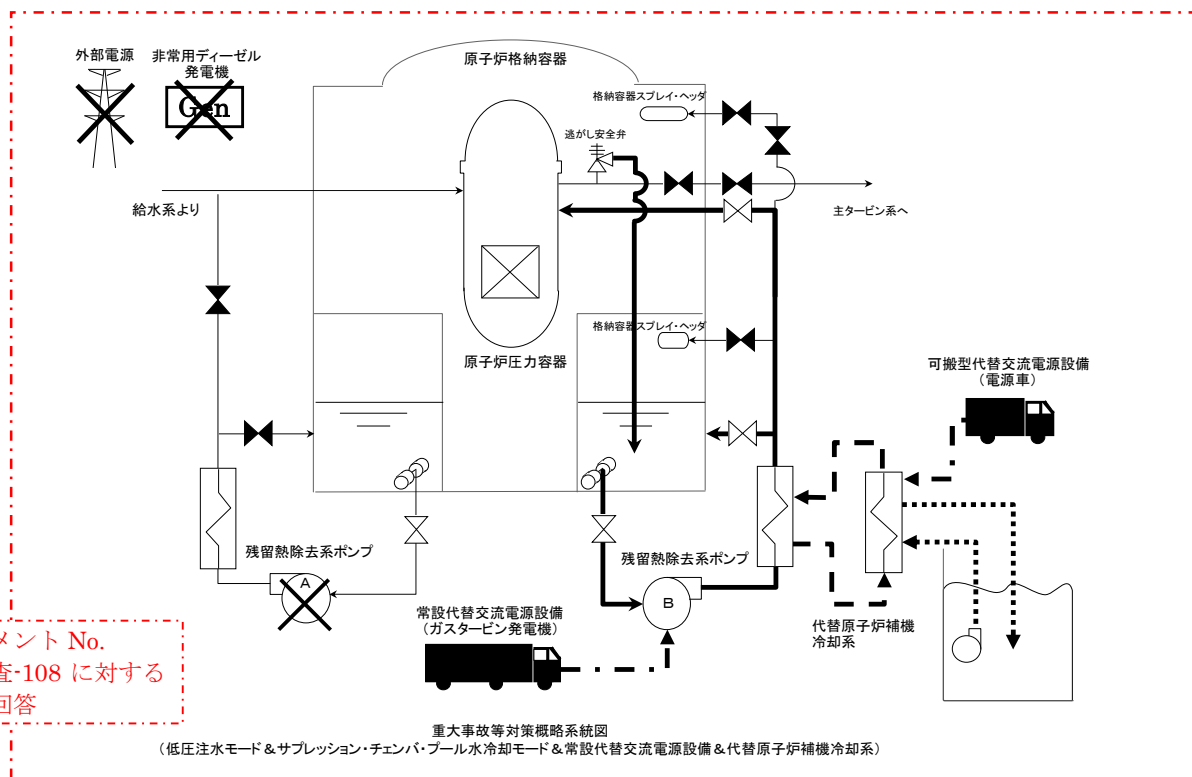 外部電源
非常用ディーゼル
発電機
Gen
原子炉格納容器
格納容器スプレイ・ヘッダ
逃がし安全弁
給水系より
主タービン系へ
格納容器スプレイ・ヘッダ
原子炉圧力容器
可搬型代替交流電源設備
（電源車）
残留熱除去系ポンプ
A
残留熱除去系ポンプ
B
常設代替交流電源設備
（ガスタービン発電機）
代替原子炉補機
冷却系
メント No.
査-108 に対する
回答
重大事故等対策概略系統図
（低圧注水モード＆サプレッション・チェンバ・プール水冷却モード＆常設代替交流電源設備＆代替原子炉補機冷却系）